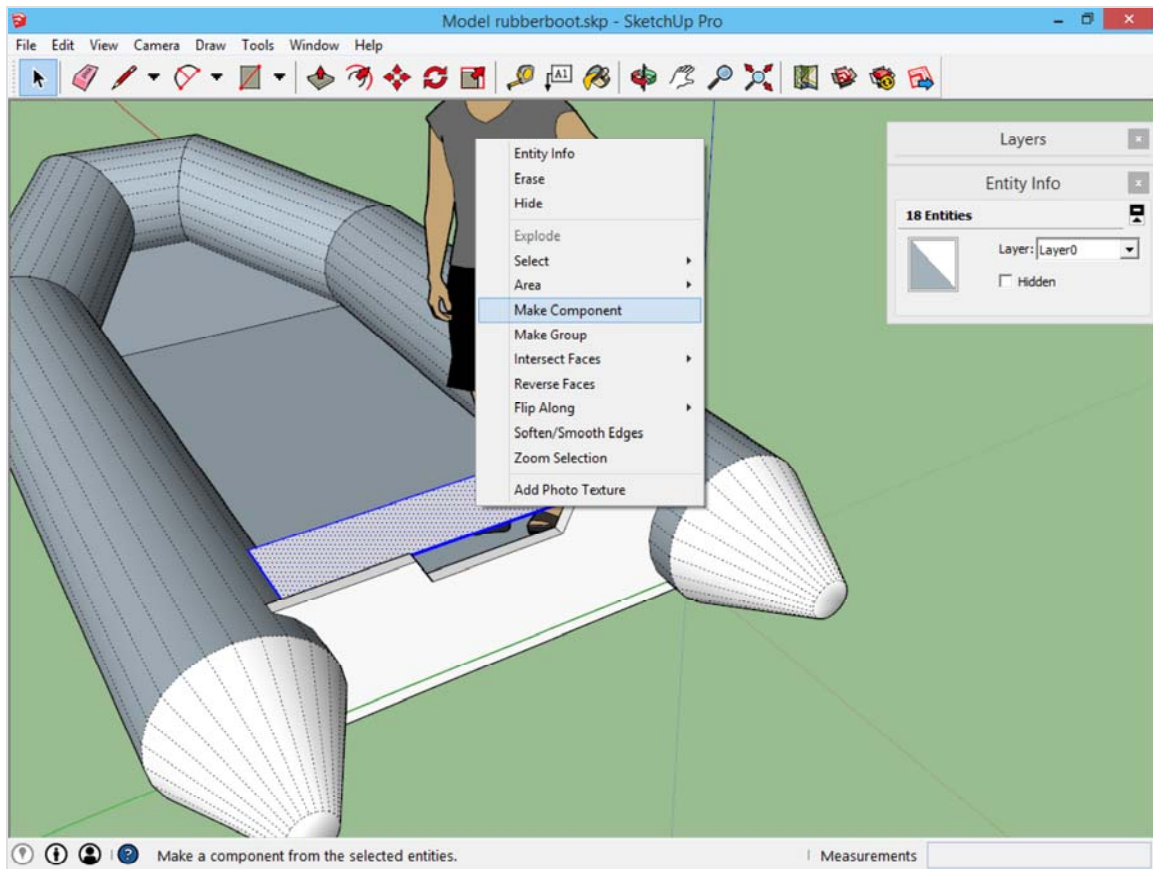 Model rubberboot.skp - SketchUp Pro
File Edit View Camera Draw Tools Window Help
A1
Layers
Entity Info
18 Entities
Layer: Layer0
Hidden
Entity Info
Erase
Hide
Explode
Select
Area
Make Component
Make Group
Intersect Faces
Reverse Faces
Flip Along
Soften/Smooth Edges
Zoom Selection
Add Photo Texture
Make a component from the selected entities.
Measurements